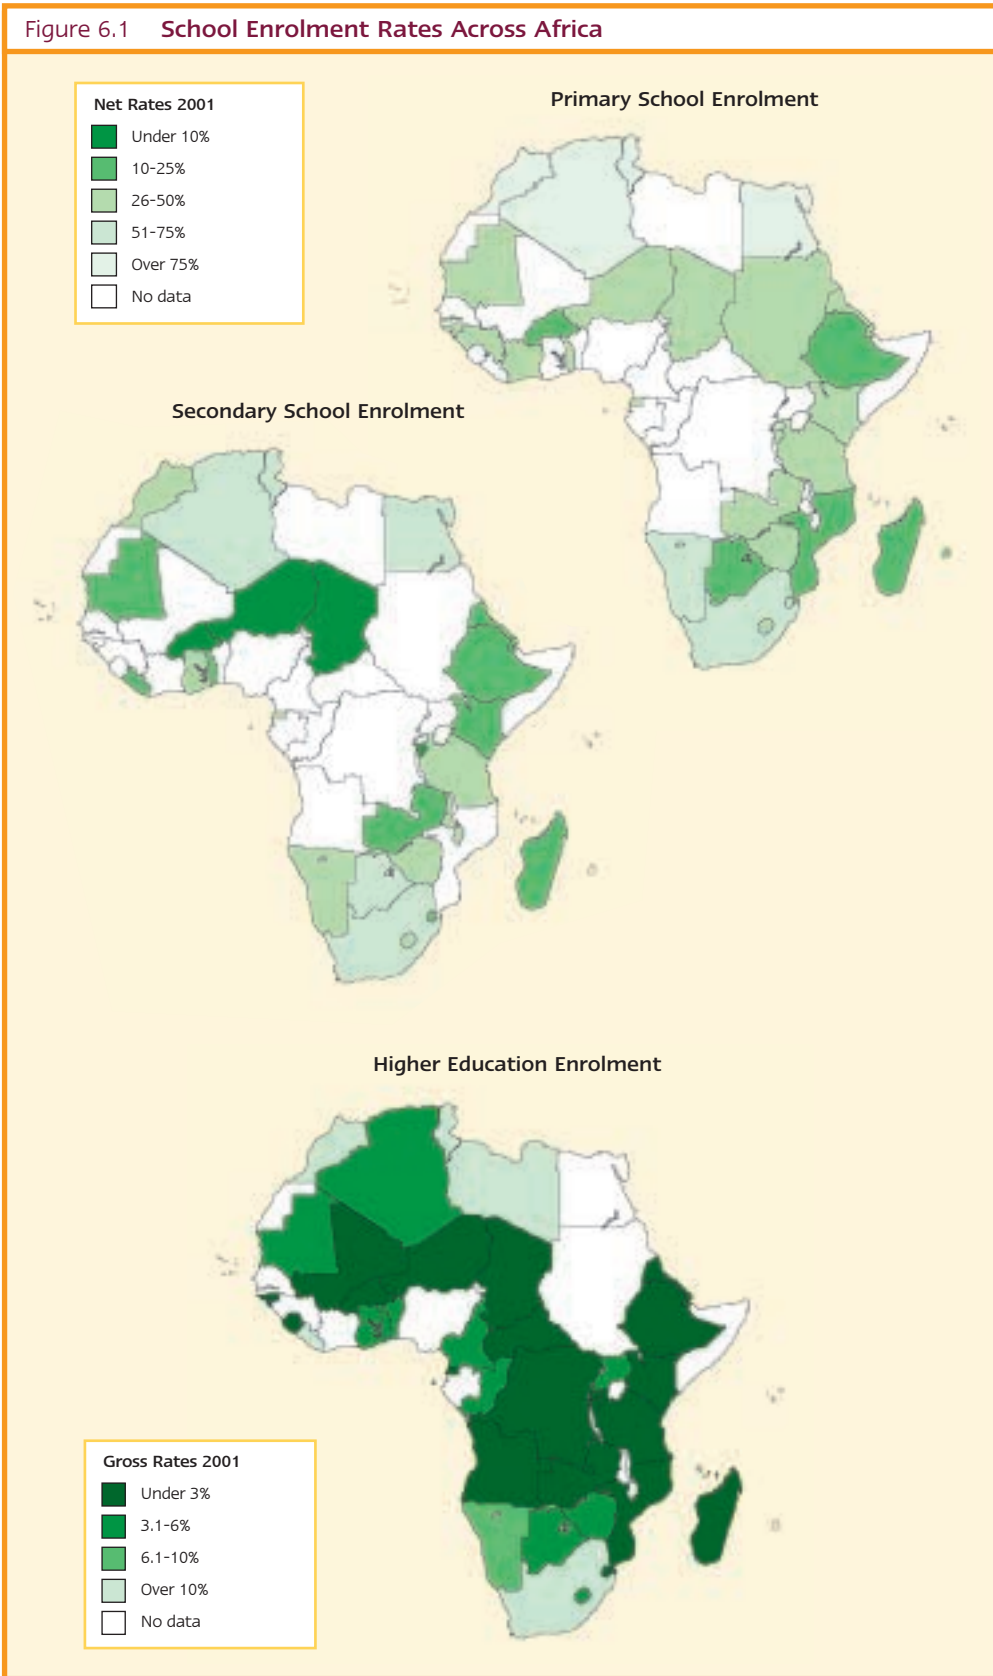 Figure 6.1 School Enrolment Rates Across Africa
Net Rates 2001
Under 10%
10-25%
26-50%
51-75%
Over 75%
No data
Primary School Enrolment
Secondary School Enrolment
Higher Education Enrolment
Gross Rates 2001
Under 3%
3.1-6%
6.1-10%
Over 10%
No data